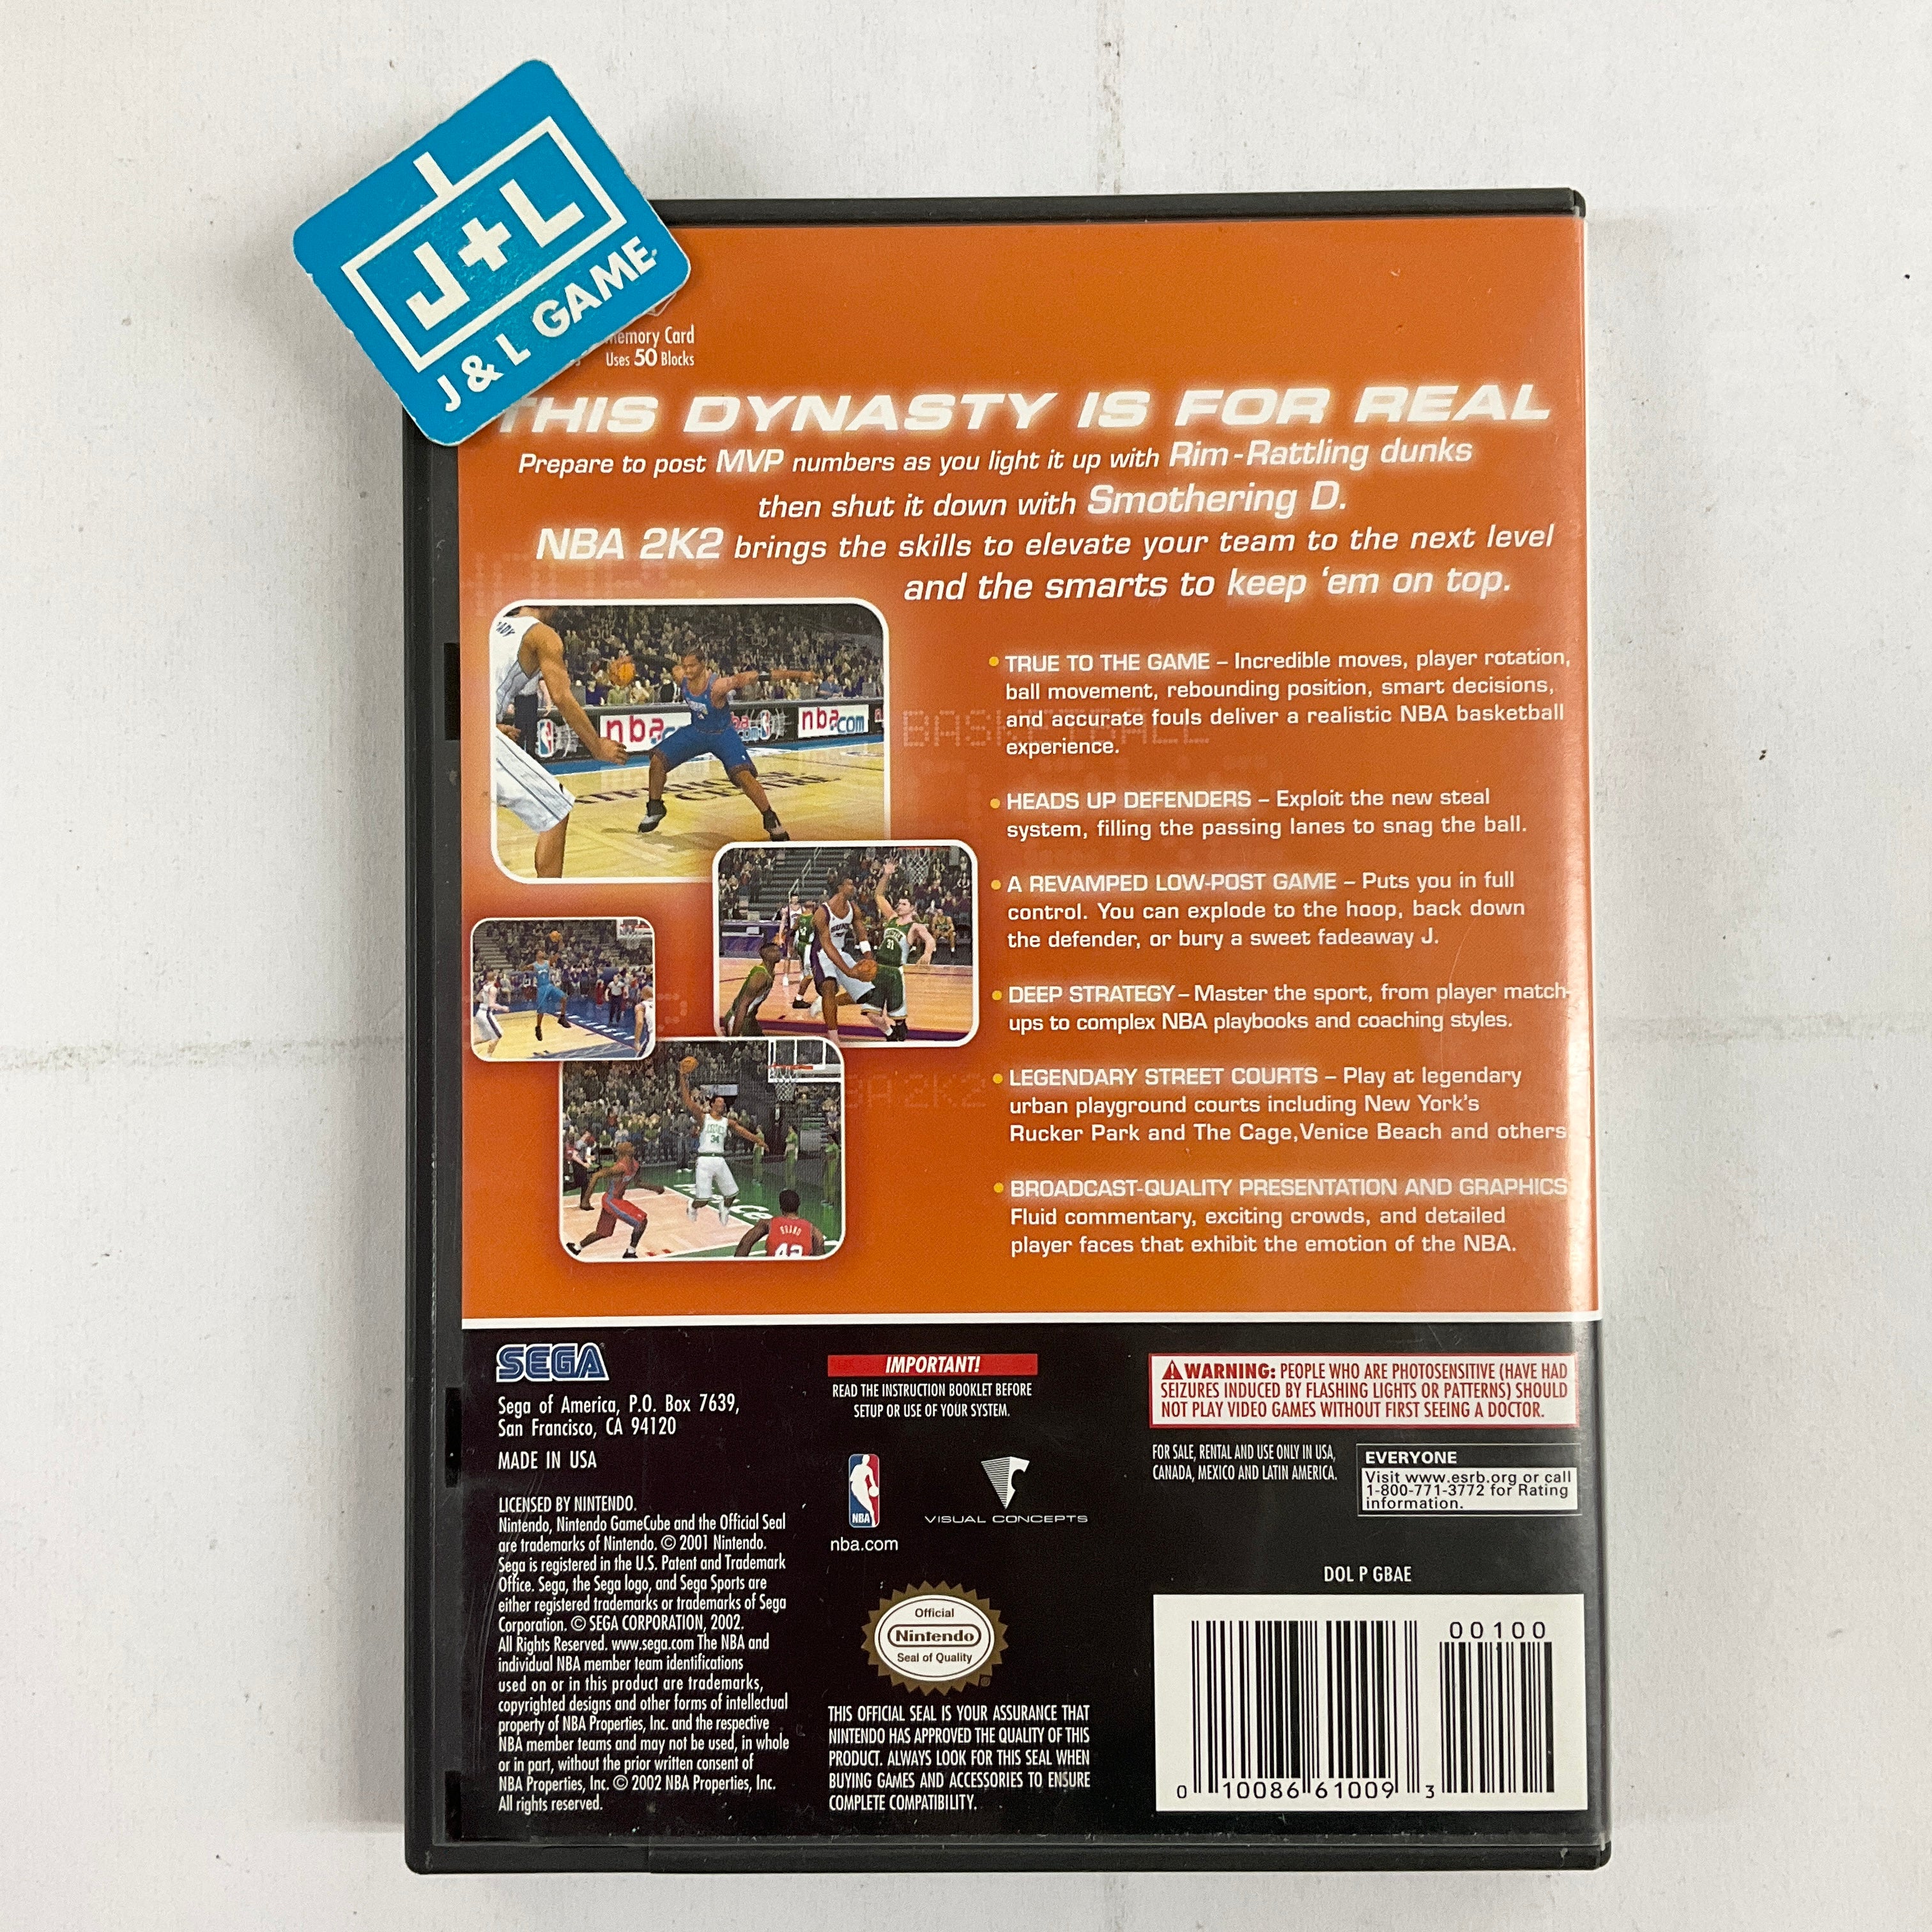 J+L
J & L GAME
Memory Card
Uses 50 Blocks
THIS DYNASTY IS FOR REAL
Prepare to post MVP numbers as you light it up with Rim-Rattling dunks
then shut it down with Smothering D.
NBA 2K2 brings the skills to elevate your team to the next level
and the smarts to keep ‘em on top.
nba.com
nba.com
BASKETBALL
31
34
42
NBA 2K2
• TRUE TO THE GAME – Incredible moves, player rotation,
ball movement, rebounding position, smart decisions,
and accurate fouls deliver a realistic NBA basketball
experience.
• HEADS UP DEFENDERS – Exploit the new steal
system, filling the passing lanes to snag the ball.
• A REVAMPED LOW-POST GAME – Puts you in full
control. You can explode to the hoop, back down
the defender, or bury a sweet fadeaway J.
• DEEP STRATEGY – Master the sport, from player match-
ups to complex NBA playbooks and coaching styles.
• LEGENDARY STREET COURTS – Play at legendary
urban playground courts including New York's
Rucker Park and The Cage,Venice Beach and others
• BROADCAST-QUALITY PRESENTATION AND GRAPHICS
Fluid commentary, exciting crowds, and detailed
player faces that exhibit the emotion of the NBA.
SEGA
Sega of America, P.O. Box 7639,
San Francisco, CA 94120
MADE IN USA
LICENSED BY NINTENDO.
Nintendo, Nintendo GameCube and the Official Seal
are trademarks of Nintendo. © 2001 Nintendo.
Sega is registered in the U.S. Patent and Trademark
Office. Sega, the Sega logo, and Sega Sports are
either registered trademarks or trademarks of Sega
Corporation. © SEGA CORPORATION, 2002.
All Rights Reserved. www.sega.com The NBA and
individual NBA member team identifications
used on or in this product are trademarks,
copyrighted designs and other forms of intellectual
property of NBA Properties, Inc. and the respective
NBA member teams and may not be used, in whole
or in part, without the prior written consent of
NBA Properties, Inc. © 2002 NBA Properties, Inc.
All rights reserved.
IMPORTANT!
READ THE INSTRUCTION BOOKLET BEFORE
SETUP OR USE OF YOUR SYSTEM.
NBA
nba.com
VISUAL CONCEPTS
Official
Nintendo
Seal of Quality
®
THIS OFFICIAL SEAL IS YOUR ASSURANCE THAT
NINTENDO HAS APPROVED THE QUALITY OF THIS
PRODUCT. ALWAYS LOOK FOR THIS SEAL WHEN
BUYING GAMES AND ACCESSORIES TO ENSURE
COMPLETE COMPATIBILITY.
WARNING: PEOPLE WHO ARE PHOTOSENSITIVE (HAVE HAD
SEIZURES INDUCED BY FLASHING LIGHTS OR PATTERNS) SHOULD
NOT PLAY VIDEO GAMES WITHOUT FIRST SEEING A DOCTOR.
FOR SALE, RENTAL AND USE ONLY IN USA,
CANADA, MEXICO AND LATIN AMERICA.
EVERYONE
Visit www.esrb.org or call
1-800-771-3772 for Rating
information.
DOL P GBAE
00100
0 10086 61009 3